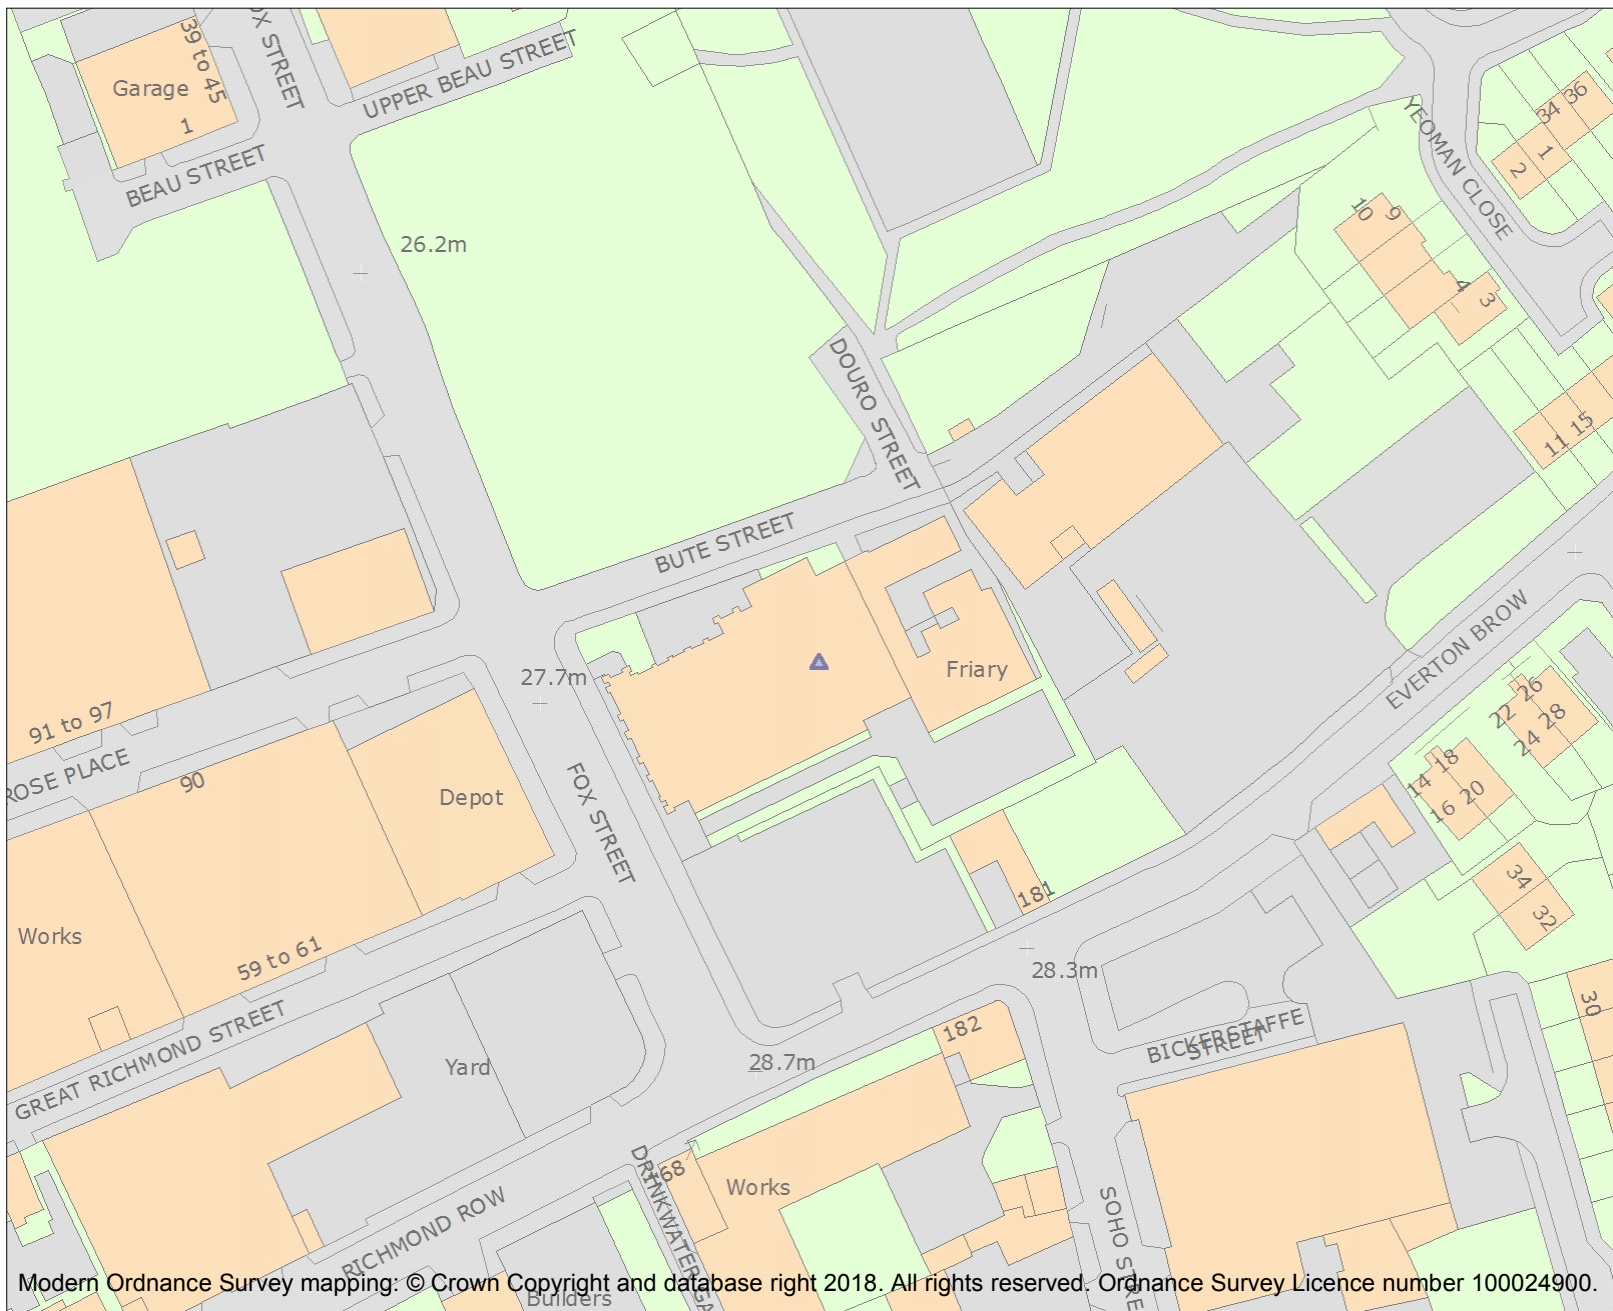 FOX STREET
39 to 45
Garage
1
BEAU STREET
UPPER BEAU STREET
26.2m
YEOMAN CLOSE
34 36
1
2
10 9
4
3
DOURO STREET
11 15
BUTE STREET
EVERTON BROW
Friary
27.7m
91 to 97
ROSE PLACE
90
Depot
FOX STREET
22 26
24 28
14 18
16 20
34
32
181
Works
59 to 61
28.3m
30
GREAT RICHMOND STREET
Yard
28.7m
182
BICKERSTAFFE
STREET
168
Works
DRINKWATER GA
RICHMOND ROW
SOHO STRE
Builders
Modern Ordnance Survey mapping: © Crown Copyright and database right 2018. All rights reserved. Ordnance Survey Licence number 100024900.